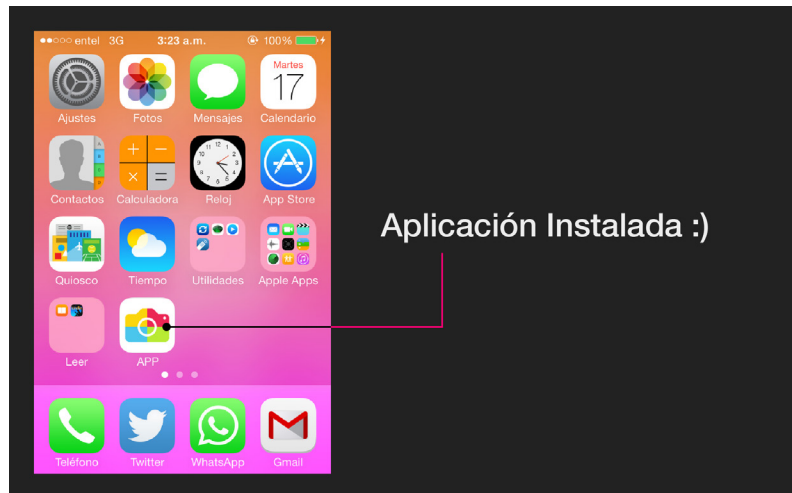 entel 3G 3:23 a.m. 100%
Martes
17
Ajustes Fotos Mensajes Calendario
12
Contactos Calculadora Reloj App Store
Aplicación Instalada :)
Quiosco Tiempo Utilidades Apple Apps
Leer APP
Teléfono Twitter WhatsApp Gmail